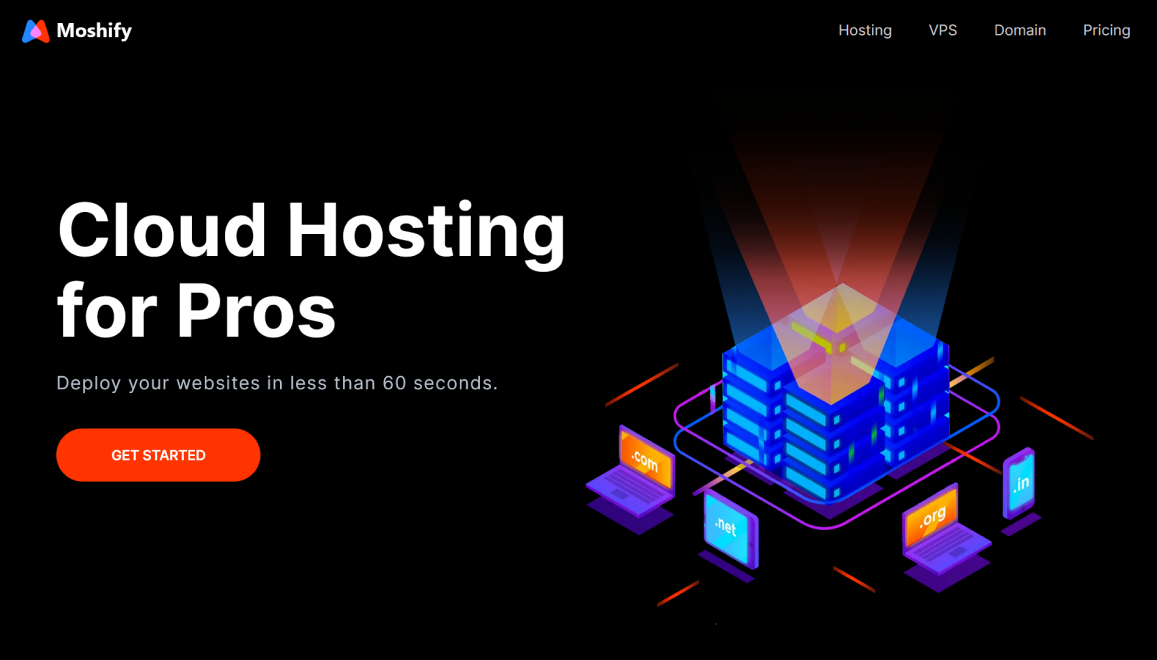 Moshify
Hosting
VPS
Domain
Pricing
Cloud Hosting
for Pros
Deploy your websites in less than 60 seconds.
GET STARTED
.com
.net
.org
.in